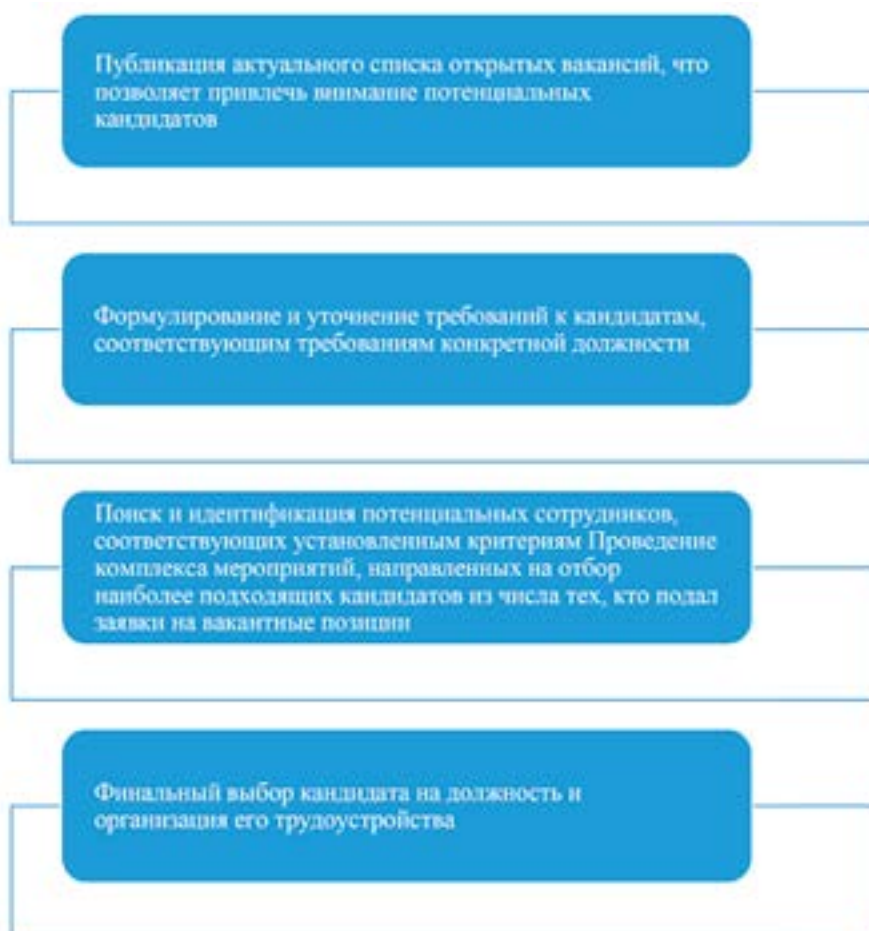 Публикация актуального списка открытых вакансий, что
позволяет привлечь внимание потенциальных
кандидатов
Формулирование и уточнение требований к кандидатам,
соответствующим требованиям конкретной должности
Поиск и идентификация потенциальных сотрудников,
соответствующих установленным критериям Проведение
комплекса мероприятий, направленных на отбор
наиболее подходящих кандидатов из числа тех, кто подал
заявки на вакантные позиции
Финальный выбор кандидата на должность и
организация его трудоустройства